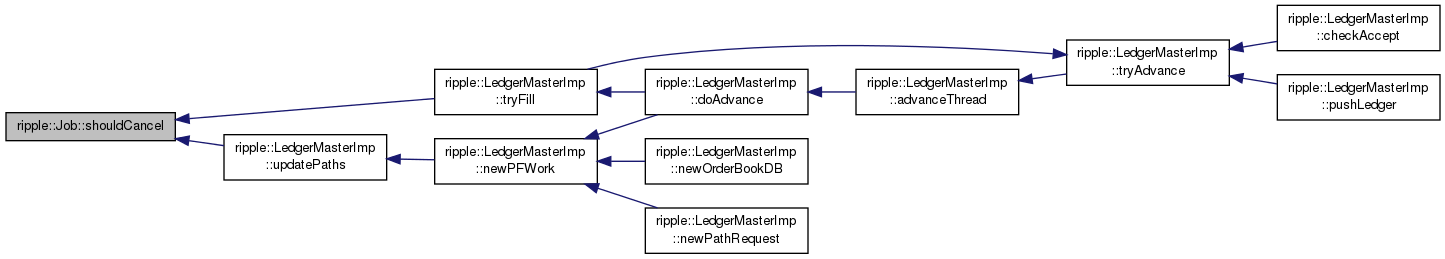 ripple::LedgerMasterImp
::checkAccept
ripple::LedgerMasterImp
::tryAdvance
ripple::LedgerMasterImp
::tryFill
ripple::LedgerMasterImp
::doAdvance
ripple::LedgerMasterImp
::advanceThread
ripple::LedgerMasterImp
::pushLedger
ripple::Job::shouldCancel
ripple::LedgerMasterImp
::updatePaths
ripple::LedgerMasterImp
::newPFWork
ripple::LedgerMasterImp
::newOrderBookDB
ripple::LedgerMasterImp
::newPathRequest